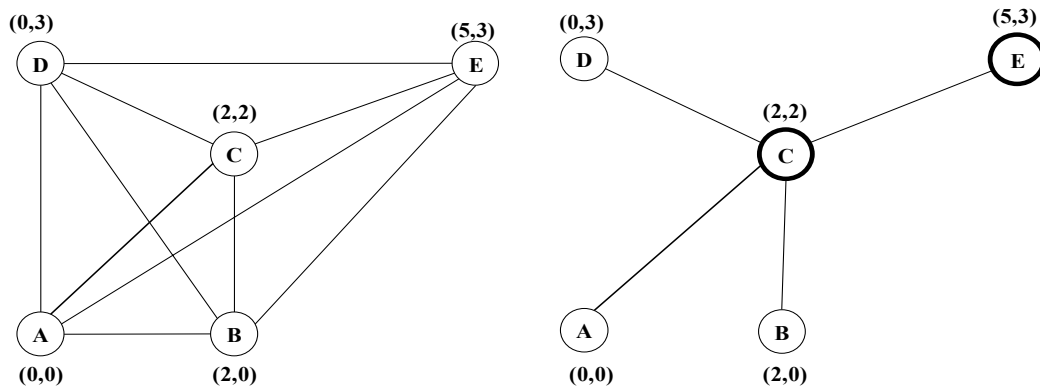 (0,3)
D
(5,3)
E
(2,2)
C
A
(0,0)
B
(2,0)
(0,3)
D
(5,3)
E
(2,2)
C
A
(0,0)
B
(2,0)